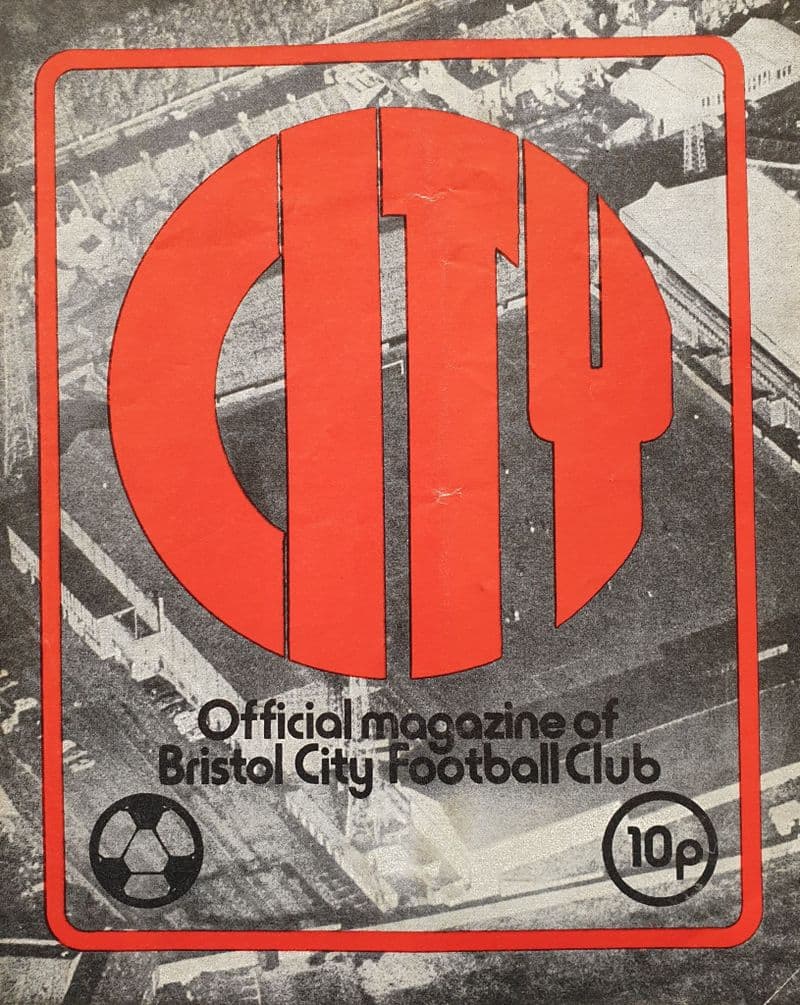 CITY
Official magazine of
Bristol City Football Club
10p